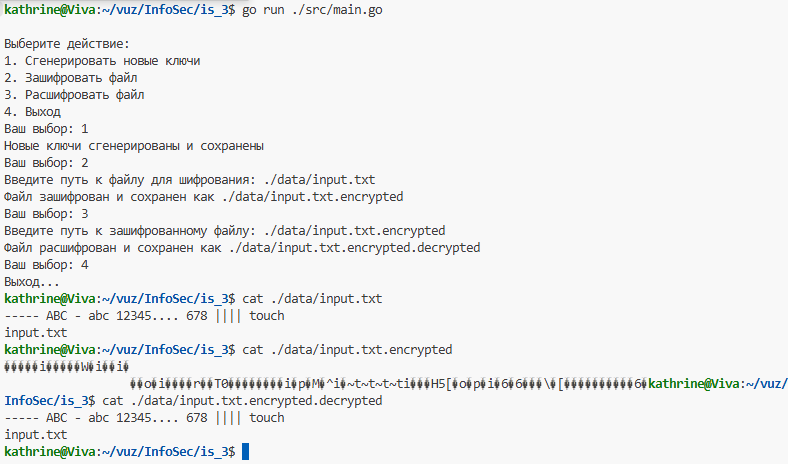 kathrine@Viva:~/vuz/InfoSec/is_3$ go run ./src/main.go
Выберите действие:
1. Сгенерировать новые ключи
2. Зашифровать файл
3. Расшифровать файл
4. Выход
Ваш выбор: 1
Новые ключи сгенерированы и сохранены
Ваш выбор: 2
Введите путь к файлу для шифрования: ./data/input.txt
Файл зашифрован и сохранен как ./data/input.txt.encrypted
Ваш выбор: 3
Введите путь к зашифрованному файлу: ./data/input.txt.encrypted
Файл расшифрован и сохранен как ./data/input.txt.encrypted.decrypted
Ваш выбор: 4
Выход...
kathrine@Viva:~/vuz/InfoSec/is_3$ cat ./data/input.txt
----- ABC - abc 12345.... 678 |||| touch
input.txt
kathrine@Viva:~/vuz/InfoSec/is_3$ cat ./data/input.txt.encrypted
�����i�����W�i��i�
��o�i����r��T0���������i�p�M�^i�~t~t~t~ti���H5[�o�p�i�6�6���\�[�����������6�kathrine@Viva:~/vuz/
InfoSec/is_3$ cat ./data/input.txt.encrypted.decrypted
----- ABC - abc 12345.... 678 |||| touch
input.txt
kathrine@Viva:~/vuz/InfoSec/is_3$